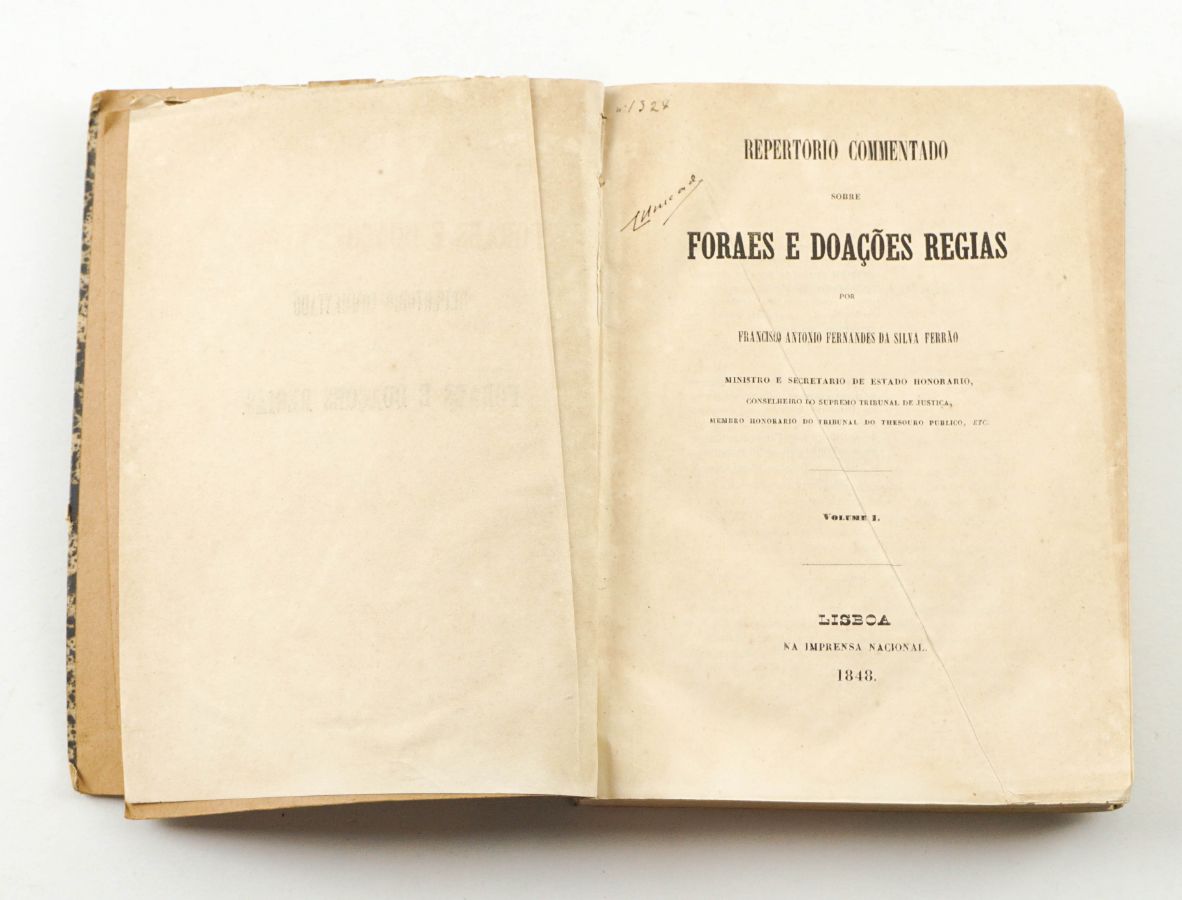 nº 1324
REPERTORIO COMMENTADO
SOBRE
FORAES E DOAÇÕES REGIAS
POR
FRANCISCO ANTONIO FERNANDES DA SILVA FERRÃO
MINISTRO E SECRETARIO DE ESTADO HONORARIO,
CONSELHEIRO DO SUPREMO TRIBUNAL DE JUSTIÇA,
MEMBRO HONORARIO DO TRIBUNAL DO THESOURO PUBLICO, ETC.
VOLUME I.
LISBOA
NA IMPRENSA NACIONAL.
1848.